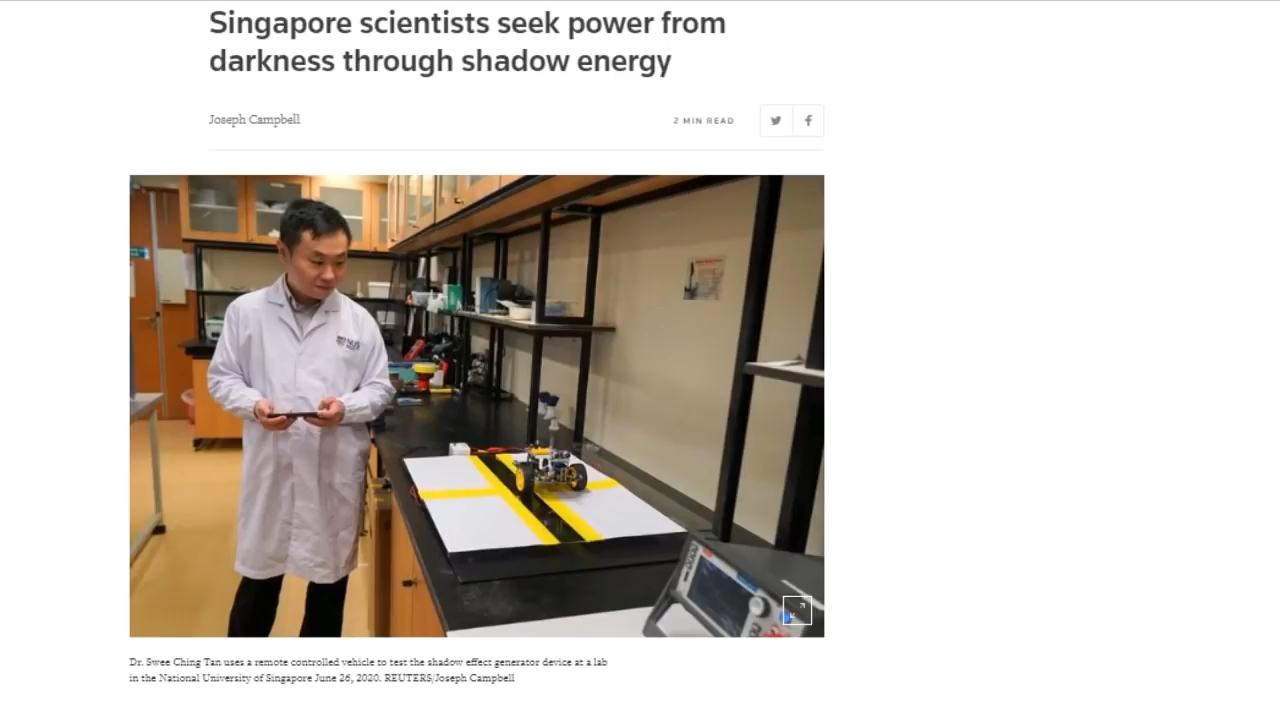 Singapore scientists seek power from
darkness through shadow energy
Joseph Campbell
2 MIN READ
NUS
Dr. Swee Ching Tan uses a remote controlled vehicle to test the shadow effect generator device at a lab
in the National University of Singapore June 26, 2020. REUTERS/Joseph Campbell